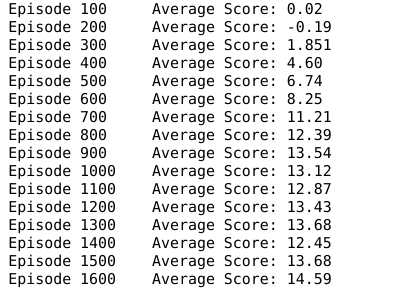 Episode 100 Average Score: 0.02
Episode 200 Average Score: -0.19
Episode 300 Average Score: 1.851
Episode 400 Average Score: 4.60
Episode 500 Average Score: 6.74
Episode 600 Average Score: 8.25
Episode 700 Average Score: 11.21
Episode 800 Average Score: 12.39
Episode 900 Average Score: 13.54
Episode 1000 Average Score: 13.12
Episode 1100 Average Score: 12.87
Episode 1200 Average Score: 13.43
Episode 1300 Average Score: 13.68
Episode 1400 Average Score: 12.45
Episode 1500 Average Score: 13.68
Episode 1600 Average Score: 14.59